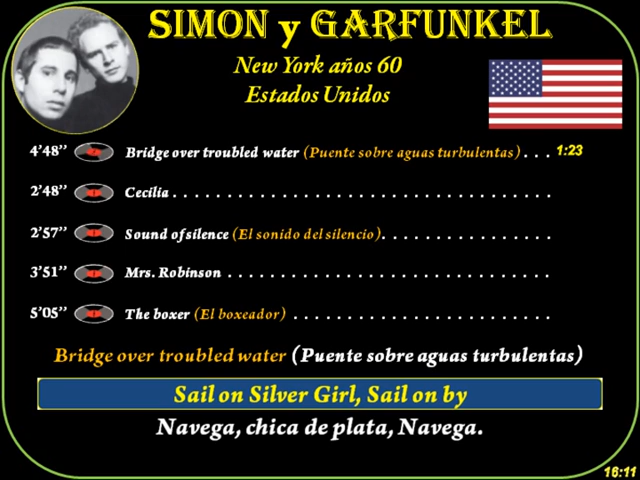 SIMON y GARFUNKEL
New York años 60
Estados Unidos
4’48’’ Bridge over troubled water (Puente sobre aguas turbulentas) . . . 1:23
2’48’’ Cecilia . . . . . . . . . . . . . . . . . . . . . . . . . . . . . . . . . .
2’57’’ Sound of silence (El sonido del silencio). . . . . . . . . . . . . . . .
3’51’’ Mrs. Robinson . . . . . . . . . . . . . . . . . . . . . . . . . . . . . .
5’05’’ The boxer (El boxeador) . . . . . . . . . . . . . . . . . . . . . . . .
Bridge over troubled water (Puente sobre aguas turbulentas)
Sail on Silver Girl, Sail on by
Navega, chica de plata, Navega.
16:11